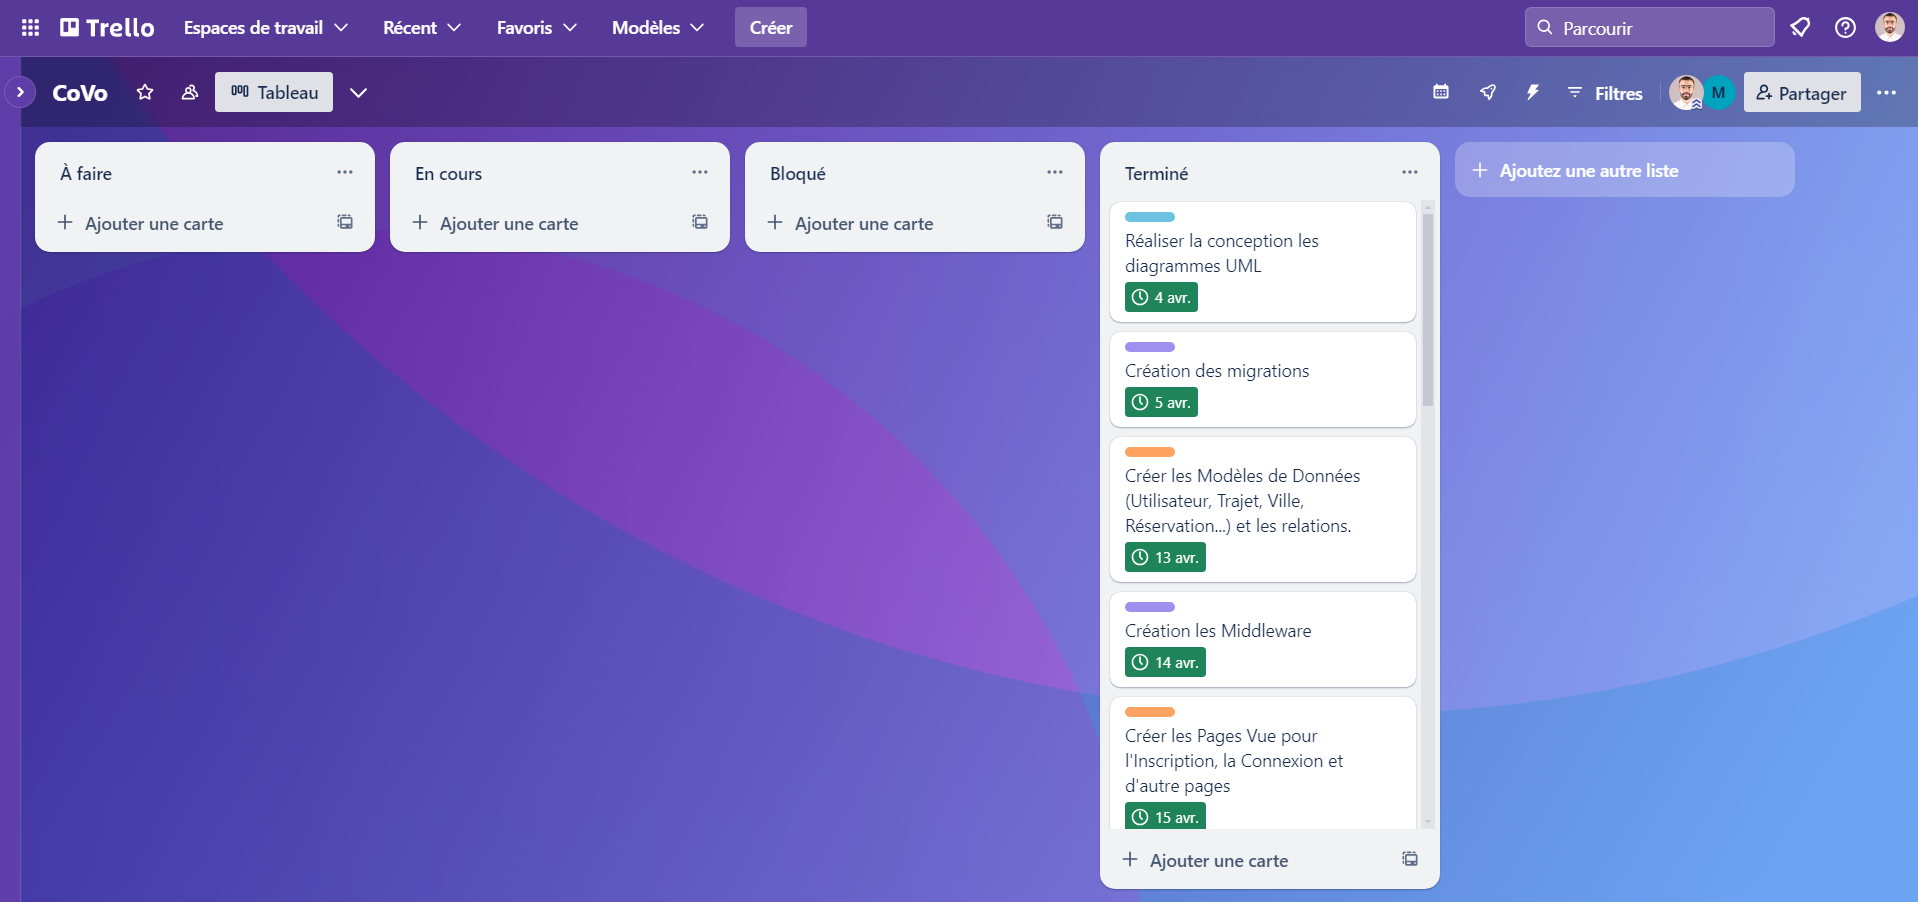 Trello
Espaces de travail
Récent
Favoris
Modèles
Créer
Parcourir
CoVo
Tableau
Filtres
M
Partager
À faire
Ajouter une carte
En cours
Ajouter une carte
Bloqué
Ajouter une carte
Terminé
Réaliser la conception les
diagrammes UML
4 avr.
Création des migrations
5 avr.
Créer les Modèles de Données
(Utilisateur, Trajet, Ville,
Réservation...) et les relations.
13 avr.
Création les Middleware
14 avr.
Créer les Pages Vue pour
l'Inscription, la Connexion et
d'autre pages
15 avr.
Ajouter une carte
Ajoutez une autre liste